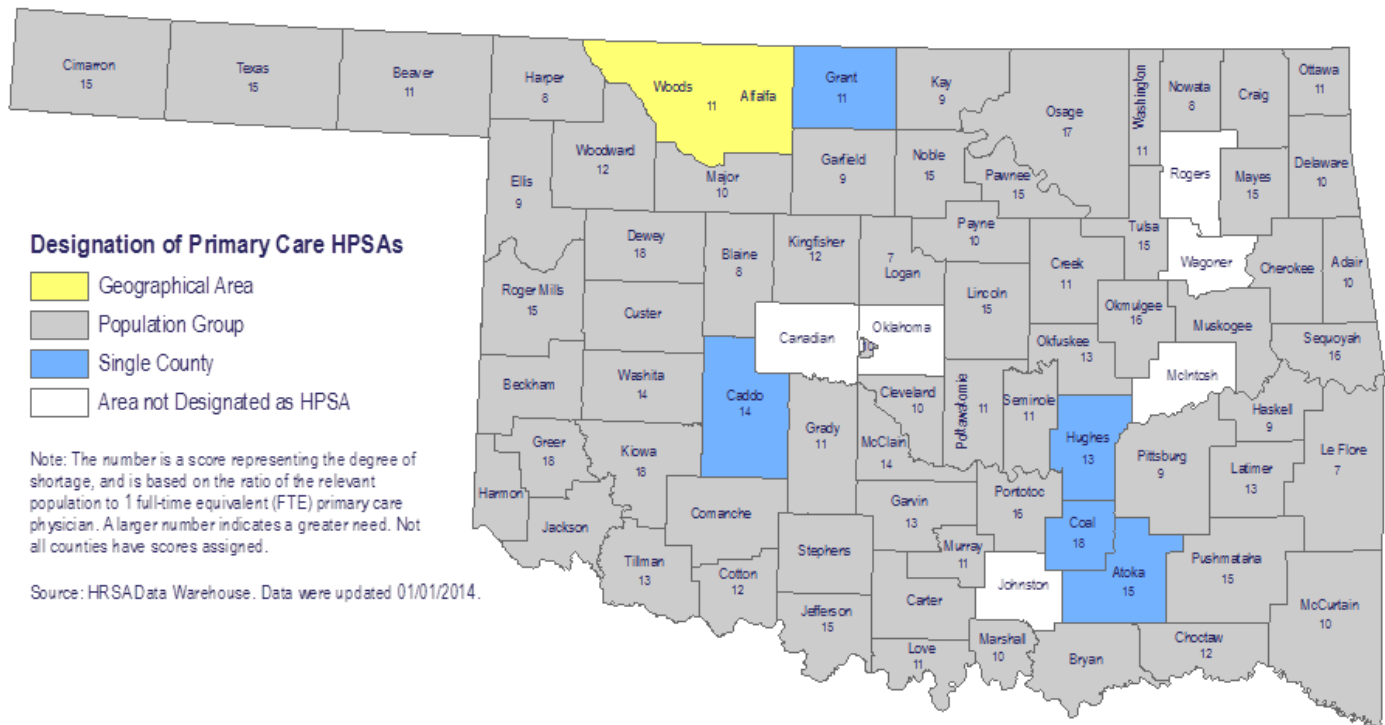 Cimarron
15
Texas
15
Beaver
11
Harper
8
Woods
11
Alfalfa
Grant
11
Kay
9
Osage
17
Washington
11
Nowata
8
Craig
Ottawa
11
Ellis
9
Woodward
12
Major
10
Garfield
9
Noble
15
Pawnee
15
Rogers
Mayes
15
Delaware
10
Designation of Primary Care HPSAs
Geographical Area
Population Group
Single County
Area not Designated as HPSA
Note: The number is a score representing the degree of
shortage, and is based on the ratio of the relevant
population to 1 full-time equivalent (FTE) primary care
physician. A larger number indicates a greater need. Not
all counties have scores assigned.
Source: HRSA Data Warehouse. Data were updated 01/01/2014.
Roger Mills
15
Dewey
18
Blaine
8
Kingfisher
12
7
Logan
Payne
10
Creek
11
Tulsa
15
Wagoner
Cherokee
Adair
10
Custer
Canadian
Oklahoma
10
Lincoln
15
Okmulgee
16
Muskogee
Okfuskee
13
Sequoyah
16
McIntosh
Beckham
Washita
14
Caddo
14
Grady
11
Cleveland
10
McClain
14
Pottawatomie
11
Seminole
11
Hughes
13
Pittsburg
9
Haskell
9
Latimer
13
Le Flore
7
Greer
18
Kiowa
18
Harmon
Jackson
Comanche
Garvin
13
Pontotoc
16
Coal
18
Tillman
13
Cotton
12
Stephens
Murray
11
Johnston
Atoka
15
Pushmataha
15
Carter
Jefferson
15
Love
11
Marshall
10
Bryan
Choctaw
12
McCurtain
10